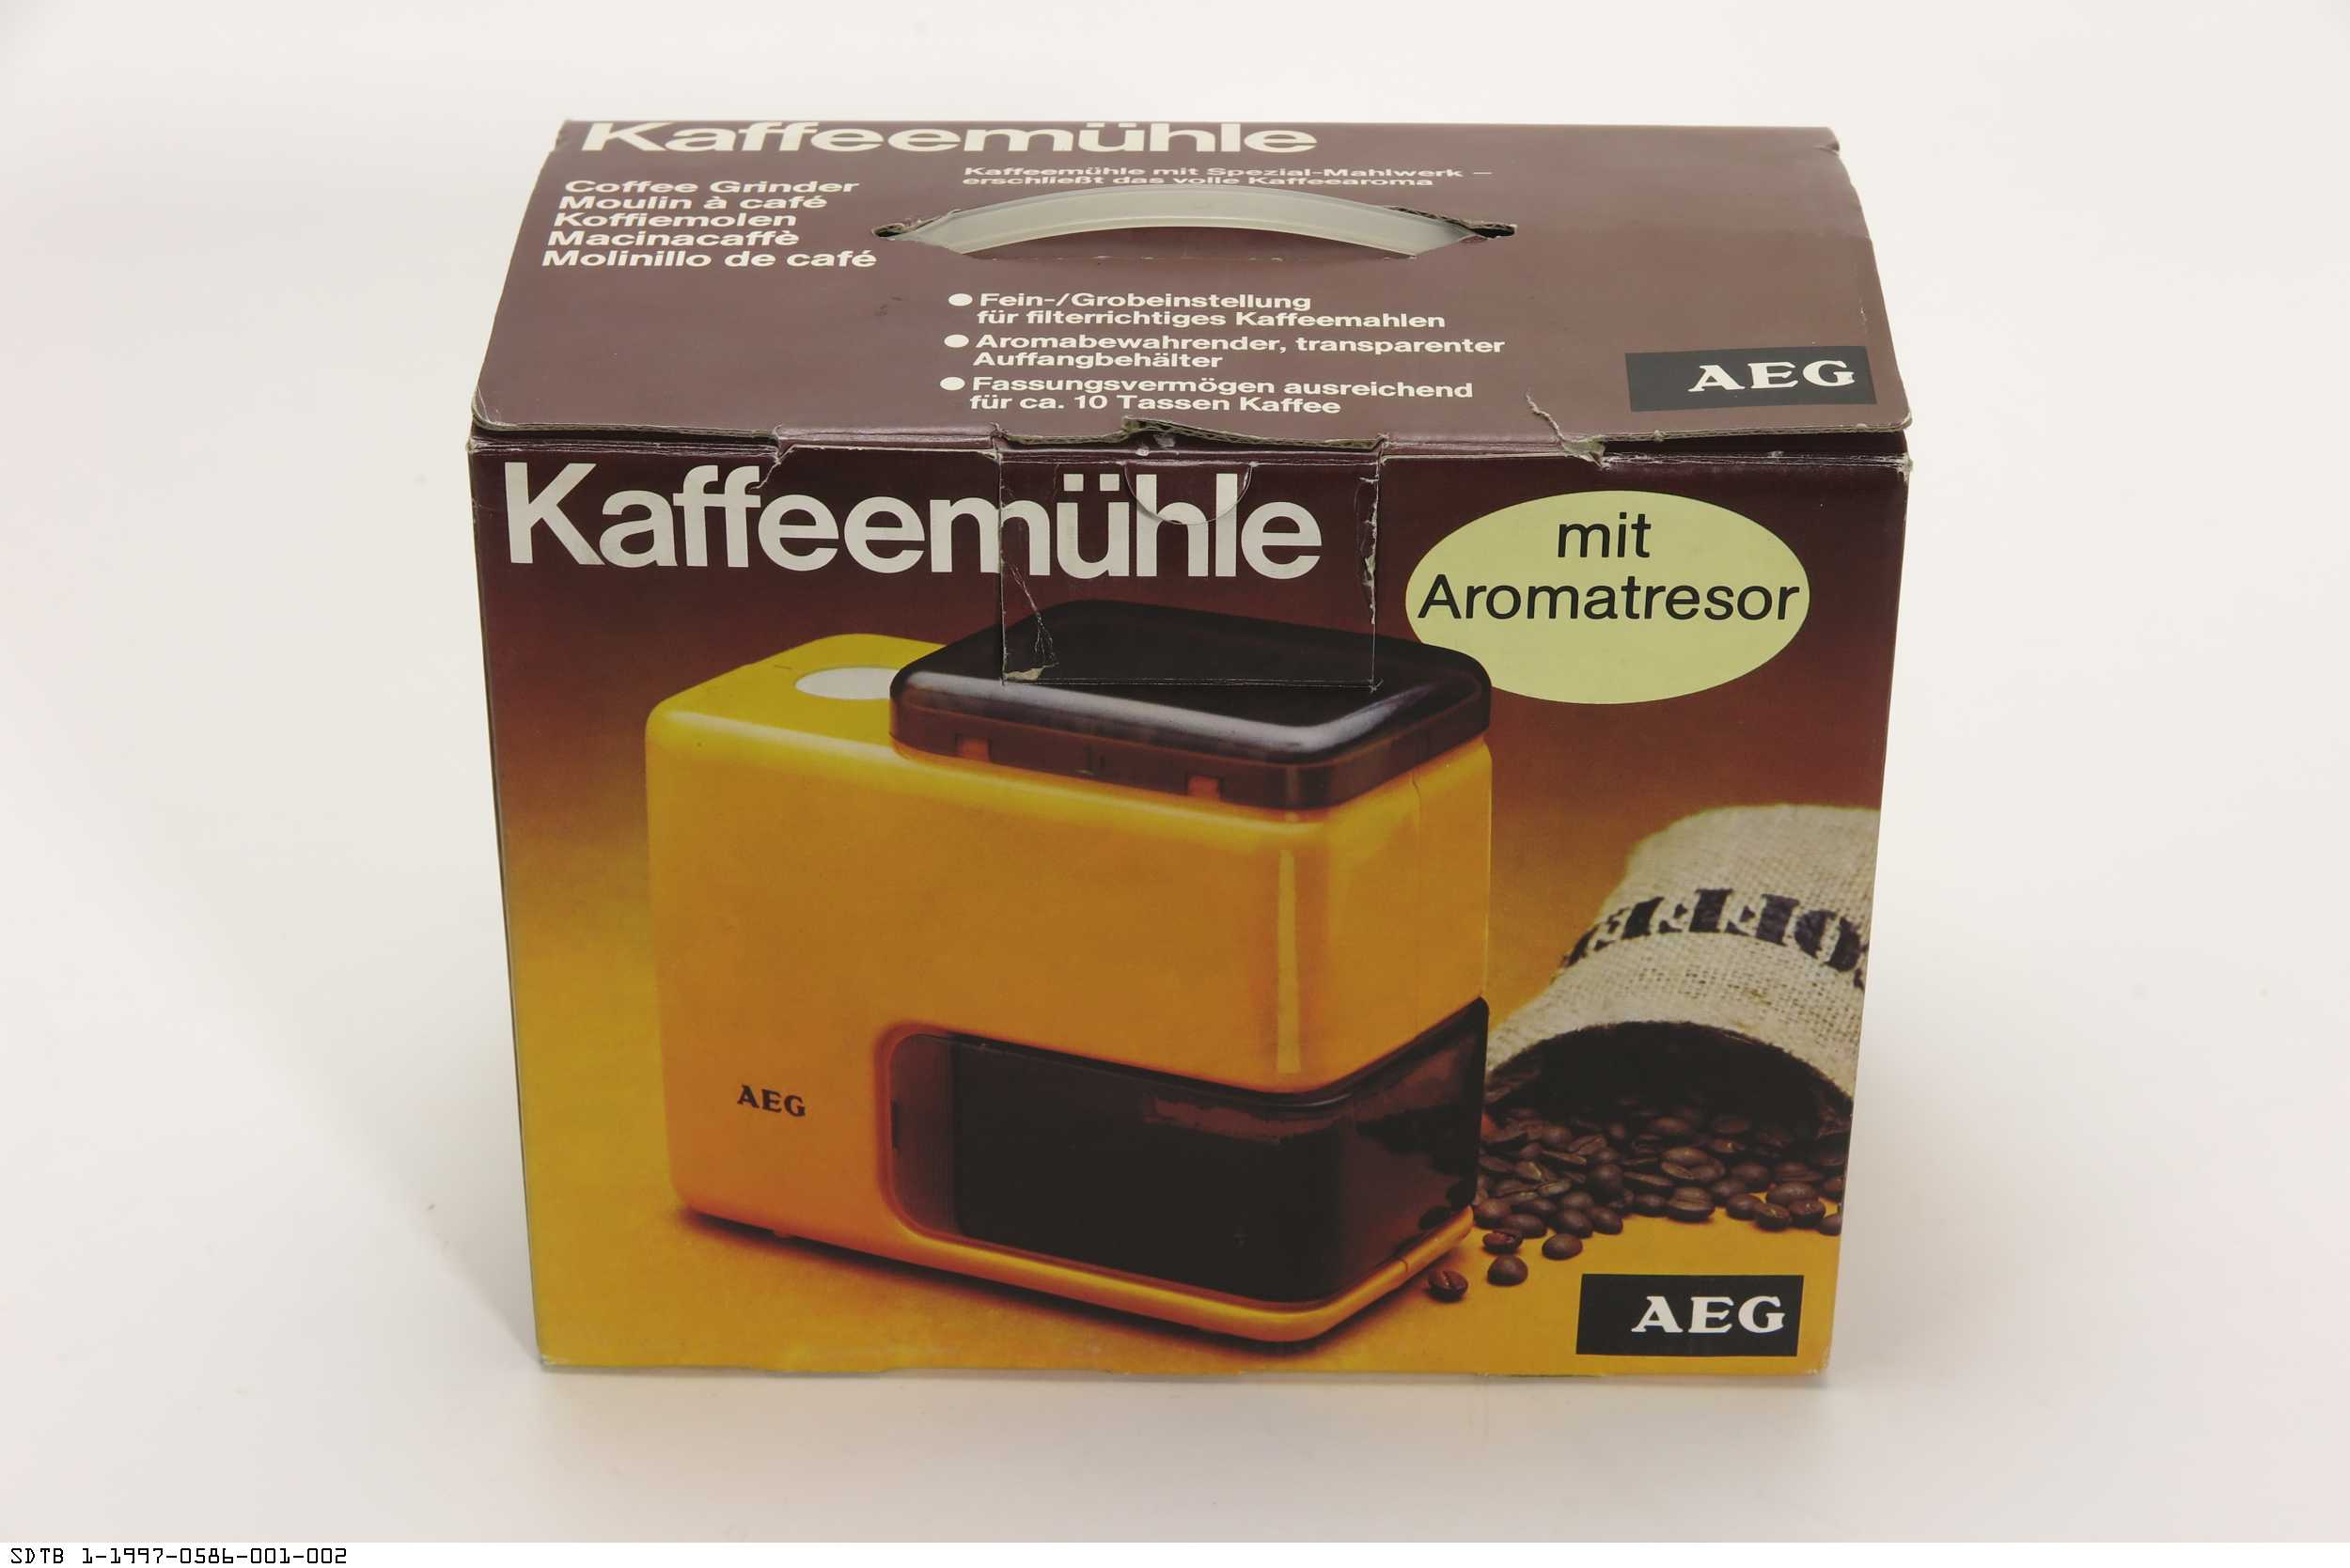 Kaffeemühle
Coffee Grinder
Moulin à café
Koffiemolen
Macinacaffè
Molinillo de café
Kaffeemühle mit Spezial-Mahlwerk –
erschließt das volle Kaffeearoma
● Fein-/Grobeinstellung
für filterrichtiges Kaffeemahlen
● Aromabewahrender, transparenter
Auffangbehälter
● Fassungsvermögen ausreichend
für ca. 10 Tassen Kaffee
AEG
Kaffeemühle
mit
Aromatresor
AEG
AEG
SDTB 1-1997-0586-001-002